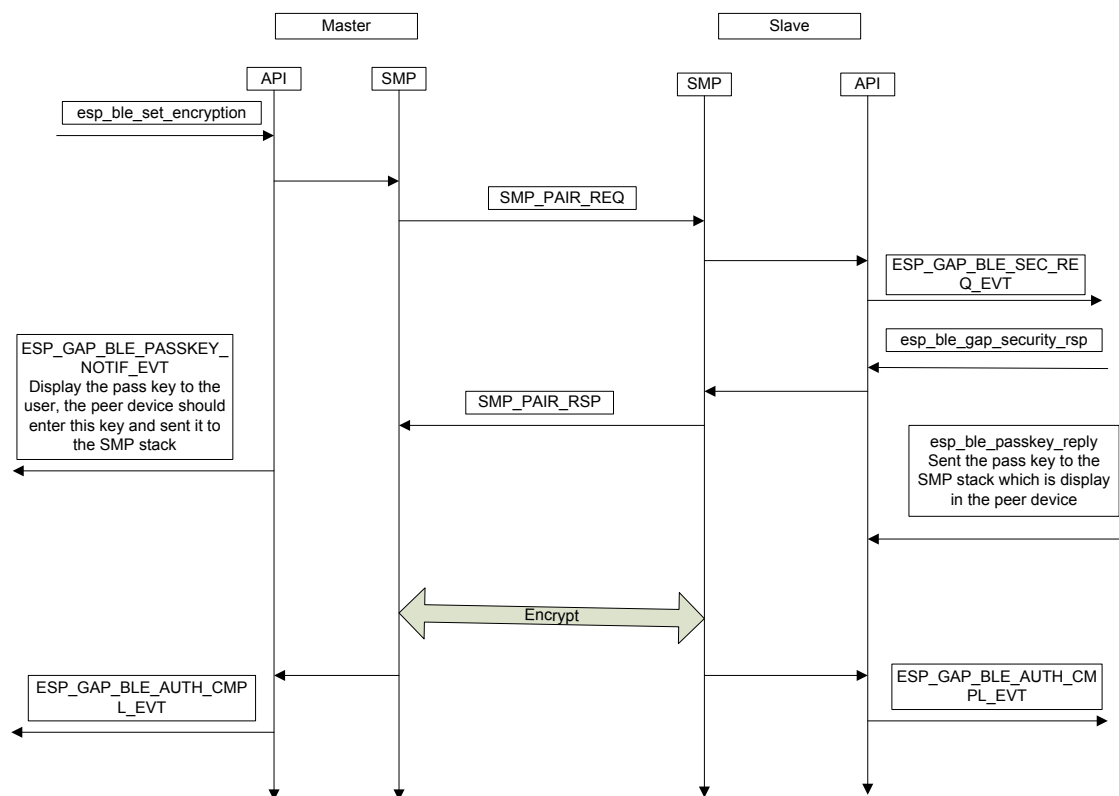 Master
Slave
API
SMP
SMP
API
esp_ble_set_encryption
SMP_PAIR_REQ
ESP_GAP_BLE_SEC_RE
Q_EVT
esp_ble_gap_security_rsp
ESP_GAP_BLE_PASSKEY_
NOTIF_EVT
Display the pass key to the
user, the peer device should
enter this key and sent it to
the SMP stack
SMP_PAIR_RSP
esp_ble_passkey_reply
Sent the pass key to the
SMP stack which is display
in the peer device
Encrypt
ESP_GAP_BLE_AUTH_CMP
L_EVT
ESP_GAP_BLE_AUTH_CM
PL_EVT